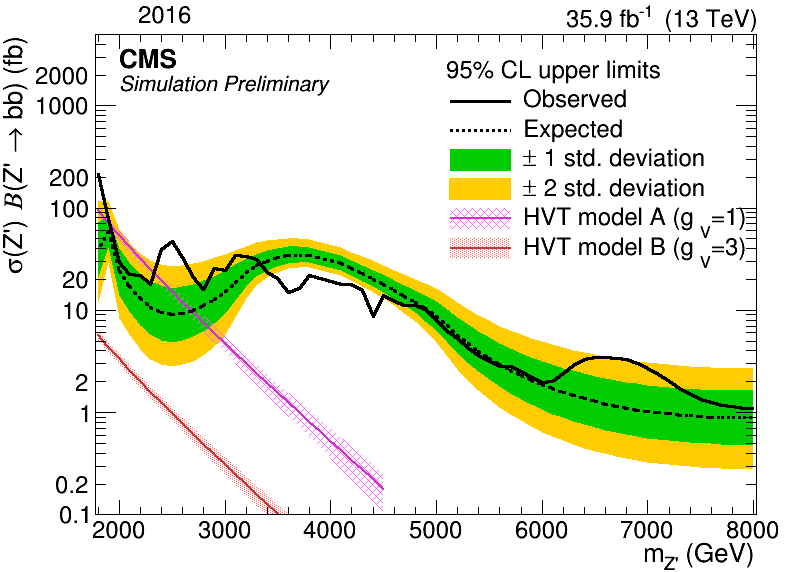 2016
35.9 fb-1 (13 TeV)
CMS
Simulation Preliminary
95% CL upper limits
Observed
Expected
± 1 std. deviation
± 2 std. deviation
HVT model A (g v=1)
HVT model B (g v=3)
σ(Z') B(Z' → bb) (fb)
2000
1000
200
100
20
10
2
1
0.2
0.1
2000 3000 4000 5000 6000 7000 8000
mZ' (GeV)